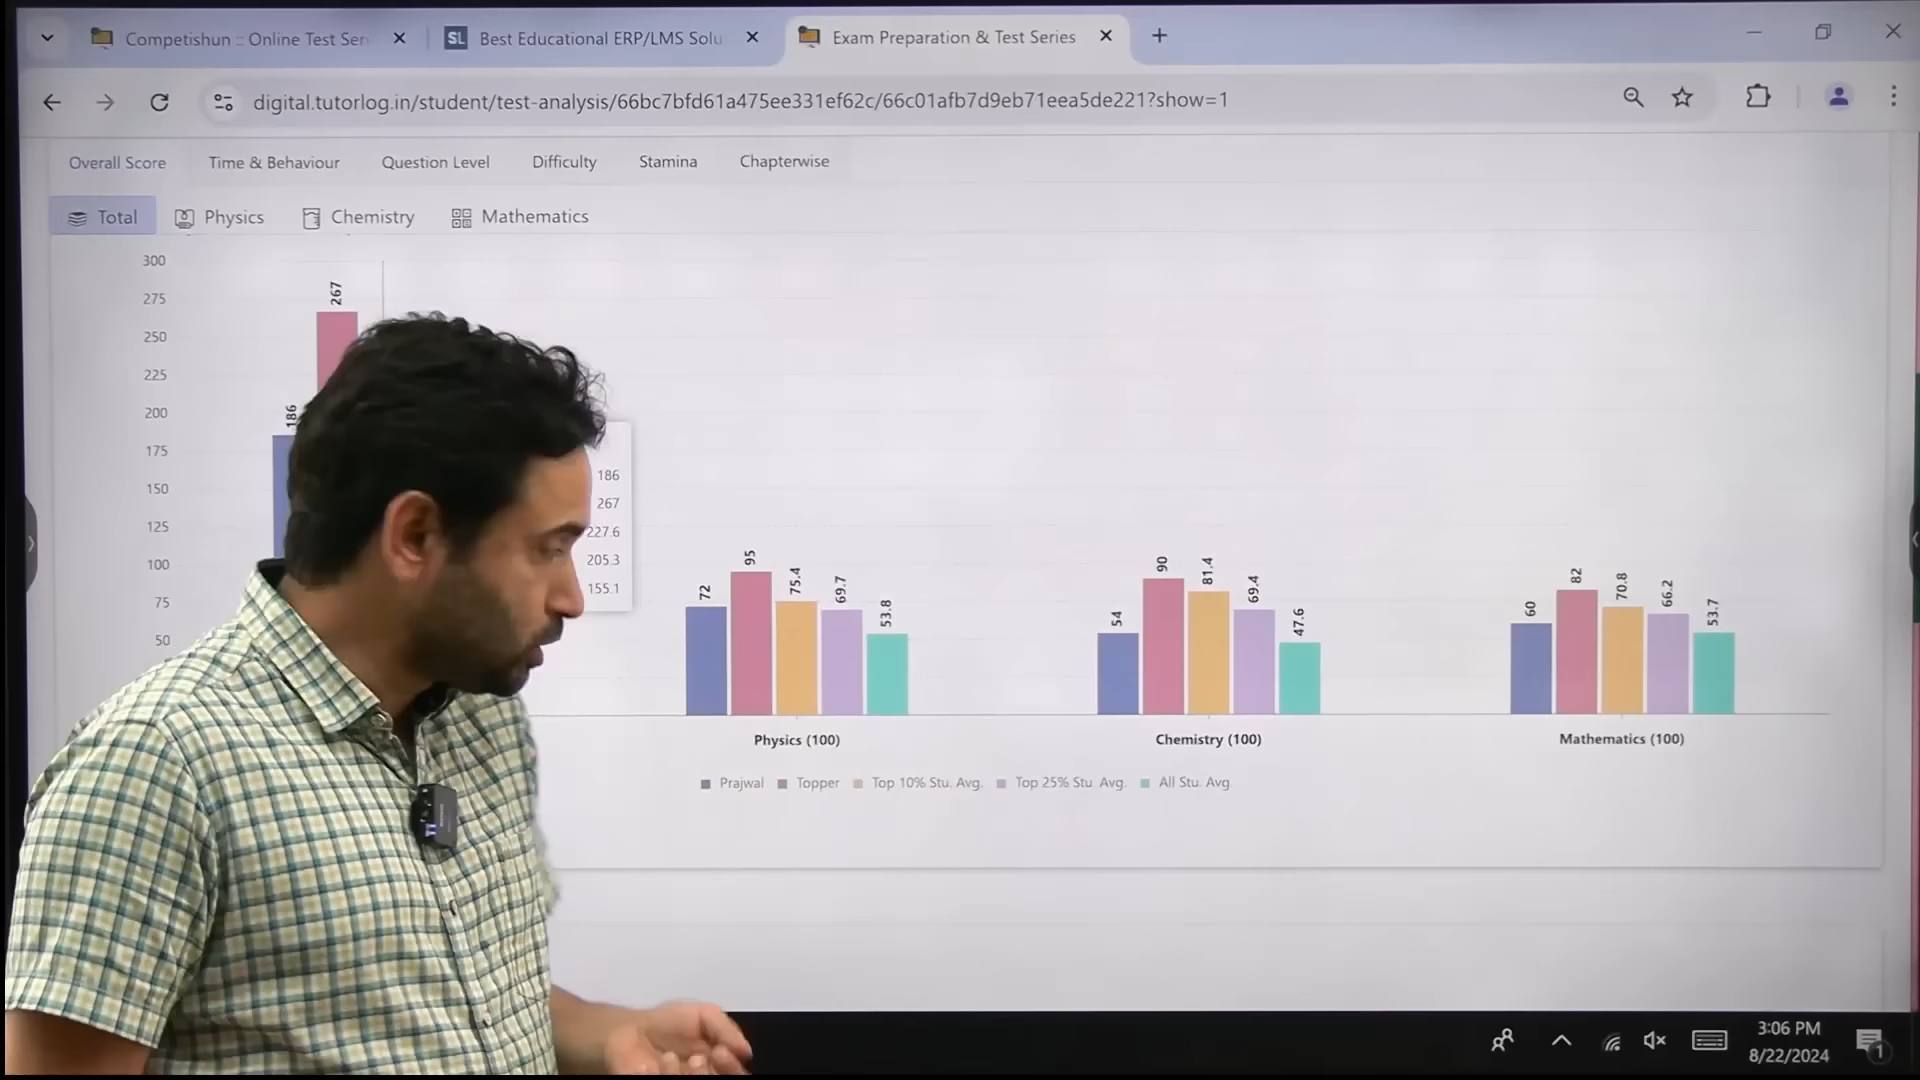 Competishun :: Online Test Ser
SL Best Educational ERP/LMS Solu
Exam Preparation & Test Series
digital.tutorlog.in/student/test-analysis/66bc7bfd61a475ee331ef62c/66c01afb7d9eb71eea5de221?show=1
Overall Score Time & Behaviour Question Level Difficulty Stamina Chapterwise
Total Physics Chemistry Mathematics
300
275
250
225
200
175
150
125
100
75
50
186 267
186
267
227.6
205.3
155.1
72 95 75.4 69.7 53.8
54 90 81.4 69.4 47.6
60 82 70.8 66.2 53.7
Physics (100) Chemistry (100) Mathematics (100)
Prajwal Topper Top 10% Stu. Avg. Top 25% Stu. Avg. All Stu. Avg.
3:06 PM
8/22/2024
1